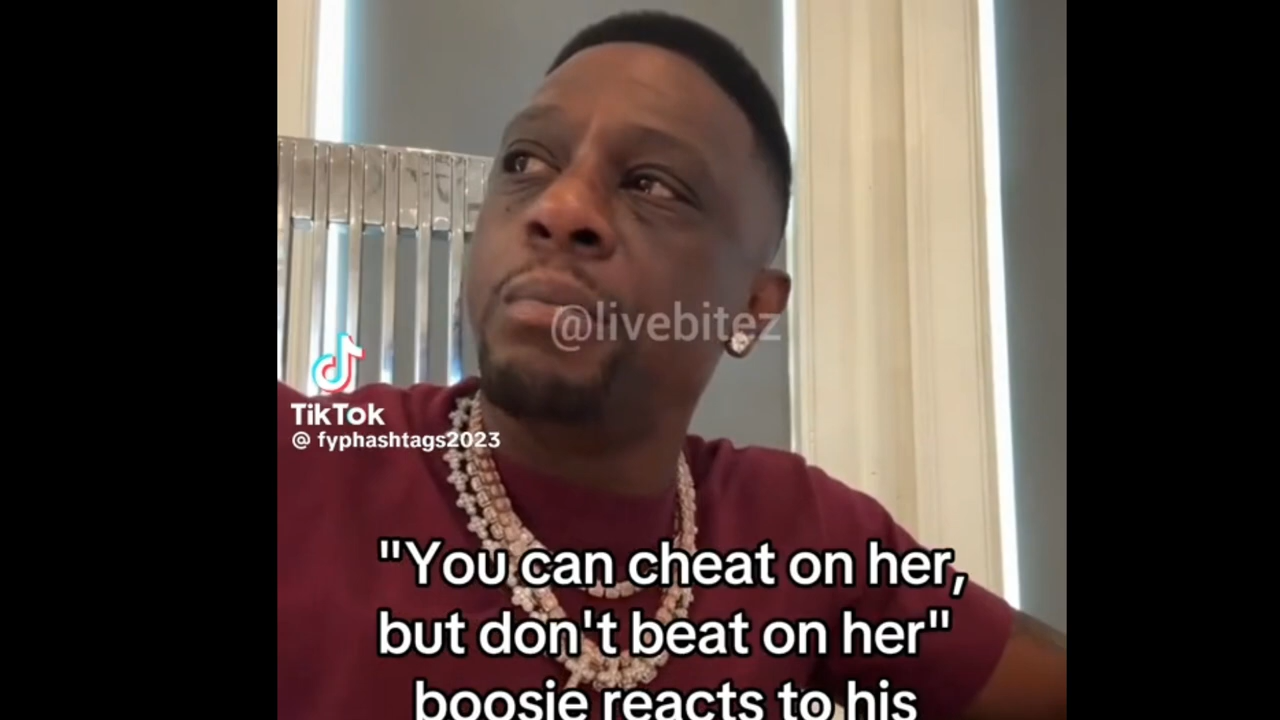 @livebitez
TikTok
@ fyphashtags2023
"You can cheat on her,
but don't beat on her"
boosie reacts to his